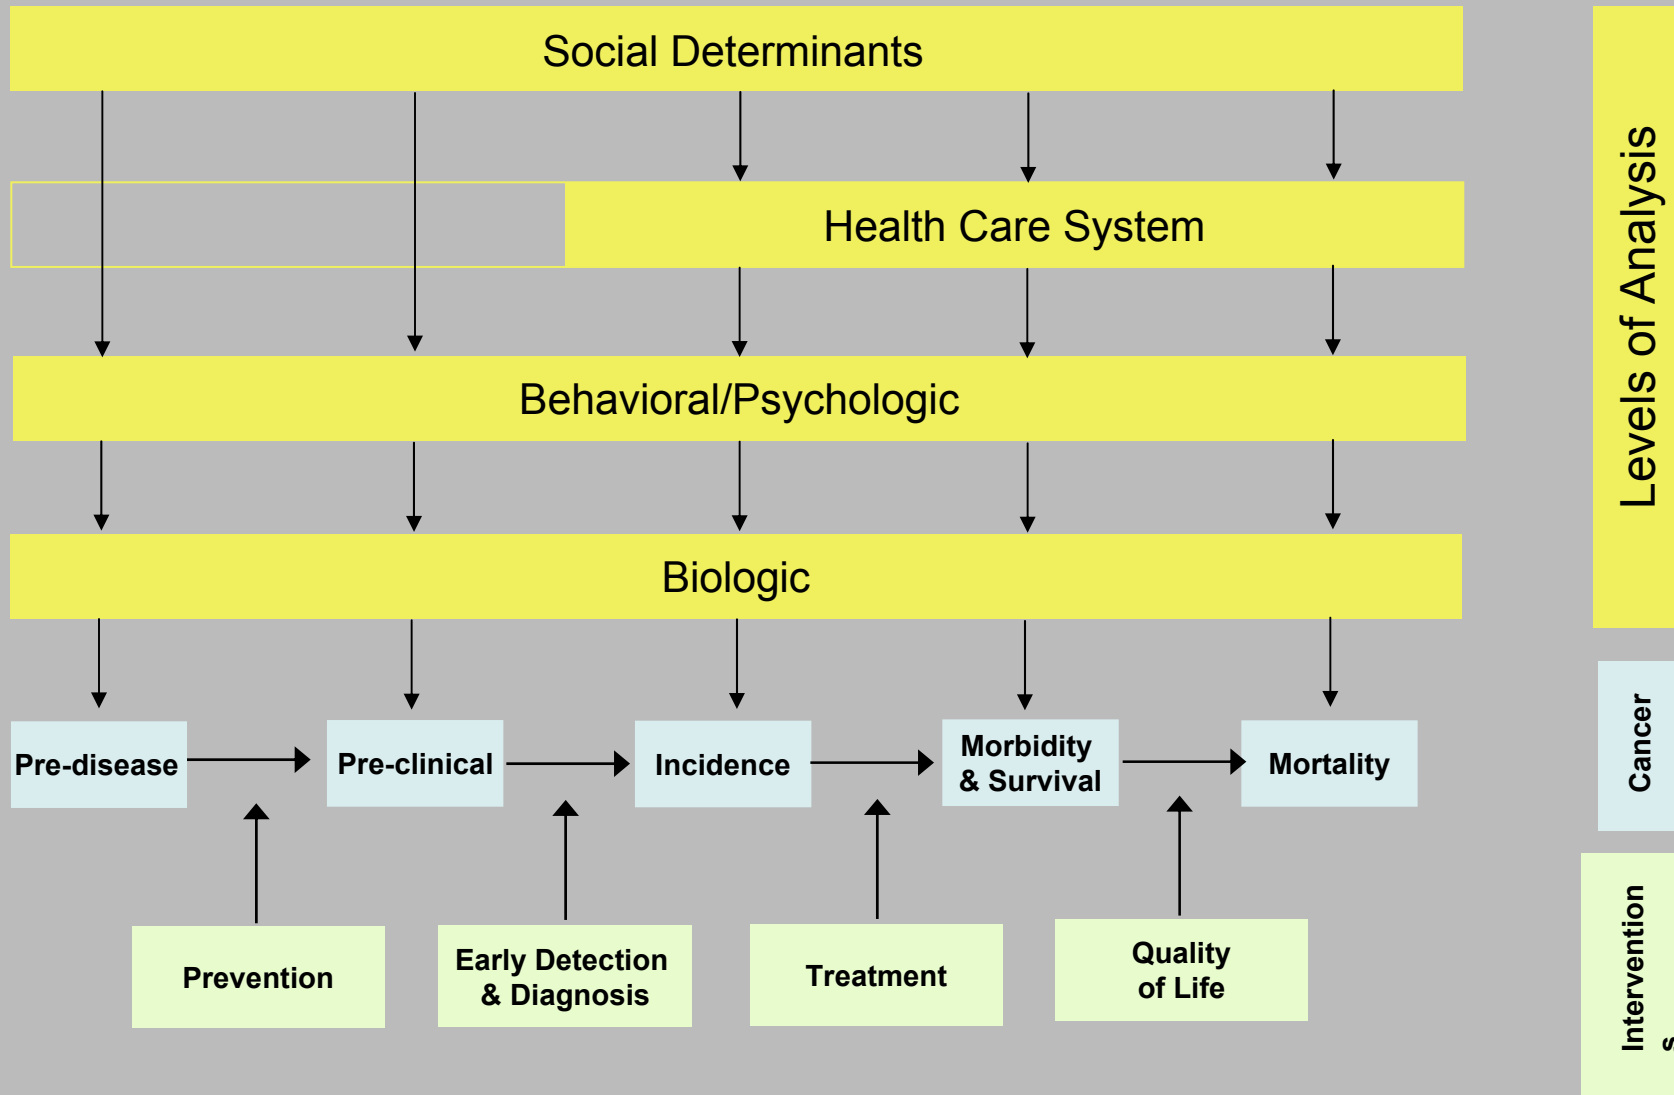 Social Determinants
Health Care System
Behavioral/Psychologic
Biologic
Pre-disease
Pre-clinical
Incidence
Morbidity
& Survival
Mortality
Prevention
Early Detection
& Diagnosis
Treatment
Quality
of Life
Levels of Analysis
Cancer
Intervention
s